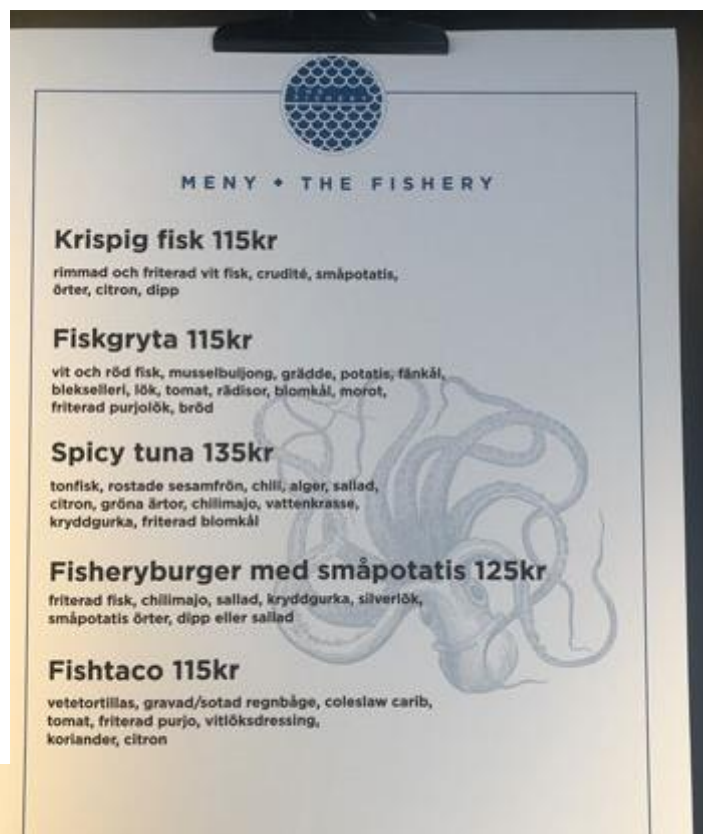 THE
FISHERY
MENY • THE FISHERY
Krispig fisk 115kr
rimmad och friterad vit fisk, crudité, småpotatis,
örter, citron, dipp
Fiskgryta 115kr
vit och röd fisk, musselbuljong, grädde, potatis, fänkål,
blekselleri, lök, tomat, rädisor, blomkål, morot,
friterad purjolök, bröd
Spicy tuna 135kr
tonfisk, rostade sesamfrön, chili, alger, sallad,
citron, gröna ärtor, chilimajo, vattenkrasse,
kryddgurka, friterad blomkål
Fisheryburger med småpotatis 125kr
friterad fisk, chilimajo, sallad, kryddgurka, silverlök,
småpotatis örter, dipp eller sallad
Fishtaco 115kr
vetetortillas, gravad/sotad regnbåge, coleslaw carib,
tomat, friterad purjo, vitlöksdressing,
koriander, citron